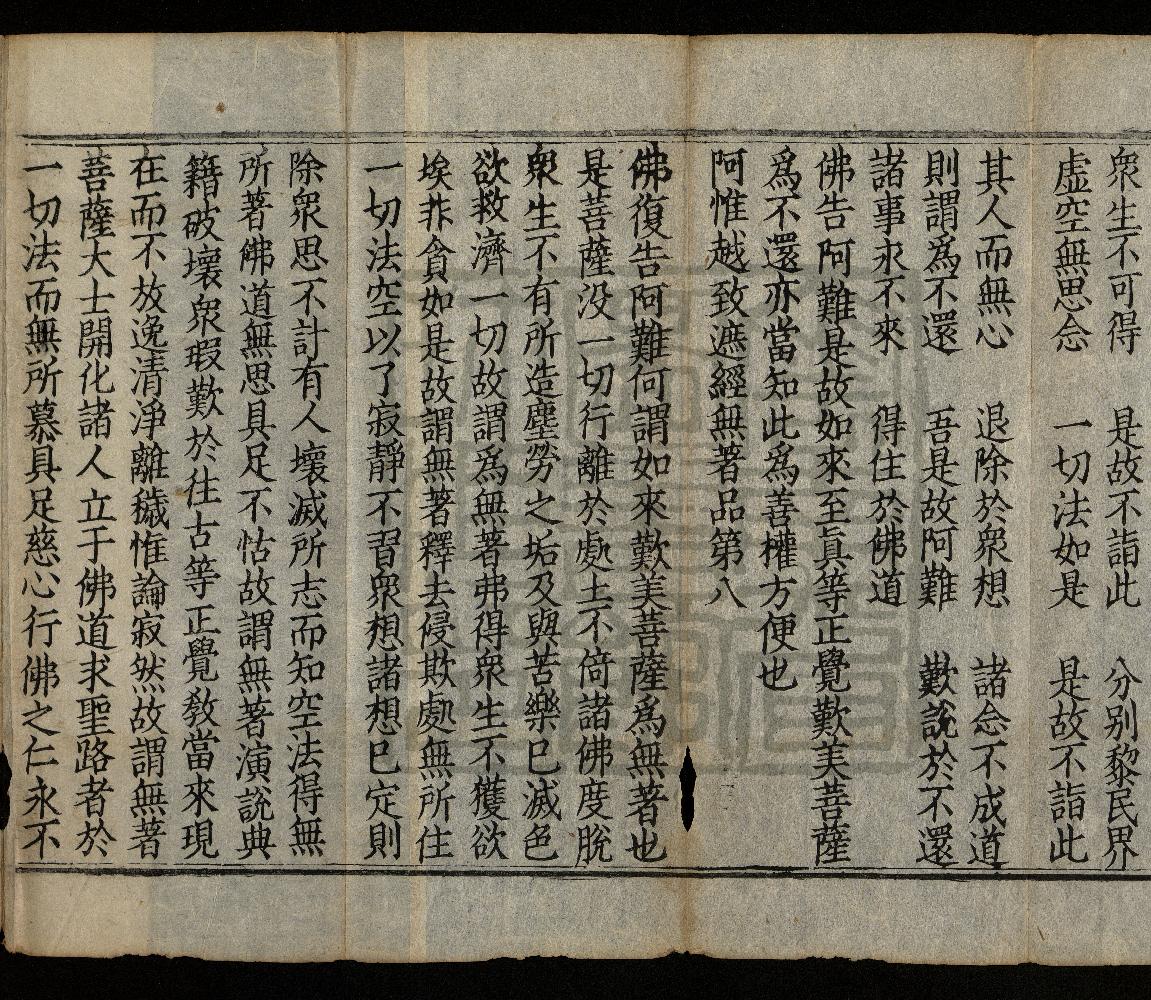 衆生不可得　是故不詣此　分别黎民界
虛空無思念　一切法如是　是故不詣此
其人而無心　退除於衆想　諸念不成道
則謂爲不還　吾是故阿難　歎說於不還
諸事永不來　得住於佛道
佛告阿難是故如來至眞等正覺歎美菩薩
爲不還亦當知此爲善權方便也
阿惟越致遮經無著品第八
佛復告阿難何謂如來歎美菩薩爲無著也
是菩薩没一切行離於處土不倚諸佛度脫
衆生不有所造塵勞之垢及與苦樂巳滅色
欲救濟一切故謂爲無著弗得衆生不獲欲
埃非貪如是故謂無著釋去侵欺處無所住
一切法空以了寂靜不習衆想諸想巳定則
除衆思不計有人壞滅所志而知空法得無
所著佛道無思具足不怙故謂無著演說典
籍破壞衆瑕歎於往古等正覺教當來現
在而不放逸清淨離穢惟論寂然故謂無著
菩薩大士開化諸人立于佛道求聖路者於
一切法而無所慕具足慈心行佛之仁永不